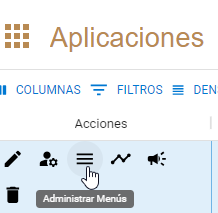 Aplicaciones
COLUMNAS FILTROS DEN
Acciones
Administrar Menús